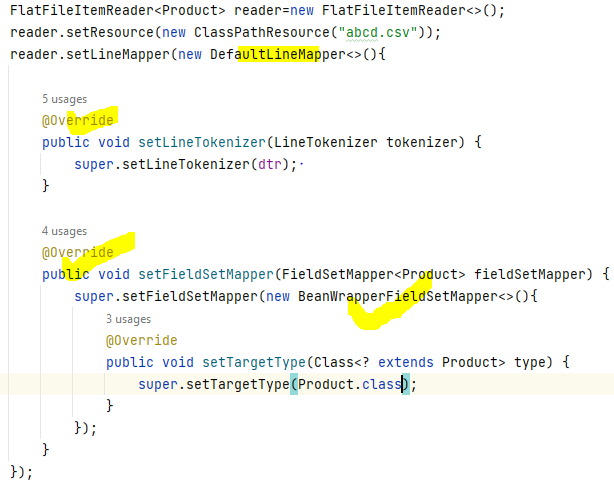 FlatFileItemReader<Product> reader=new FlatFileItemReader<>();
reader.setResource(new ClassPathResource("abcd.csv"));
reader.setLineMapper(new DefaultLineMapper<>(){
5 usages
@Override
public void setLineTokenizer(LineTokenizer tokenizer) {
super.setLineTokenizer(dtr);
}
4 usages
@Override
public void setFieldSetMapper(FieldSetMapper<Product> fieldSetMapper) {
super.setFieldSetMapper(new BeanWrapperFieldSetMapper<>(){
3 usages
@Override
public void setTargetType(Class<? extends Product> type) {
super.setTargetType(Product.class);
}
});
}
});